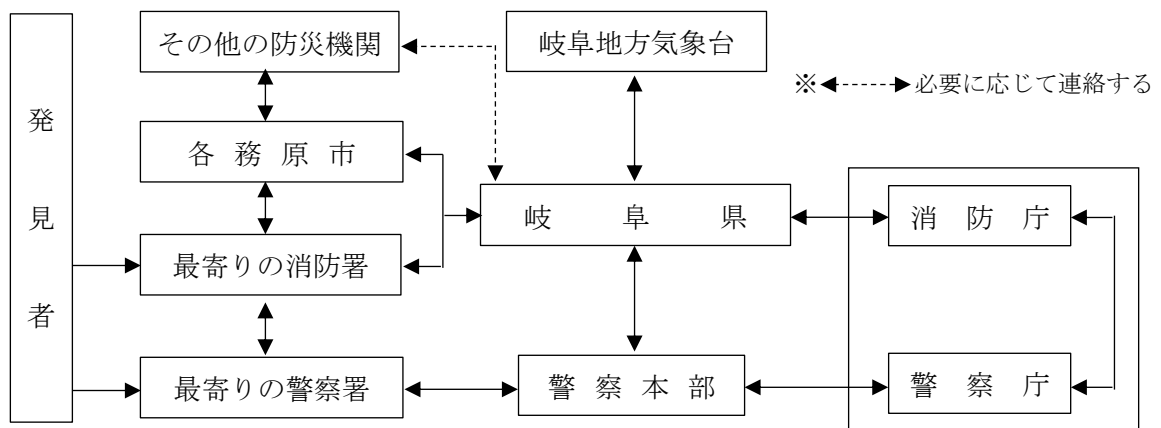 発見者
その他の防災機関
岐阜地方気象台
※ 必要に応じて連絡する
各務原市
岐阜県
消防庁
最寄りの消防署
最寄りの警察署
警察本部
警察庁